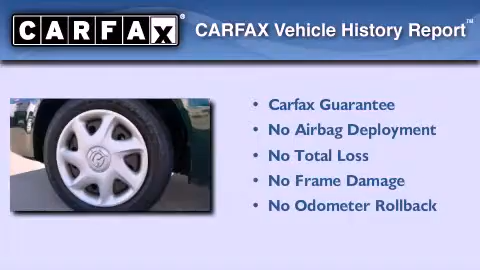 CARFAX® CARFAX Vehicle History Report™
• Carfax Guarantee
• No Airbag Deployment
• No Total Loss
• No Frame Damage
• No Odometer Rollback